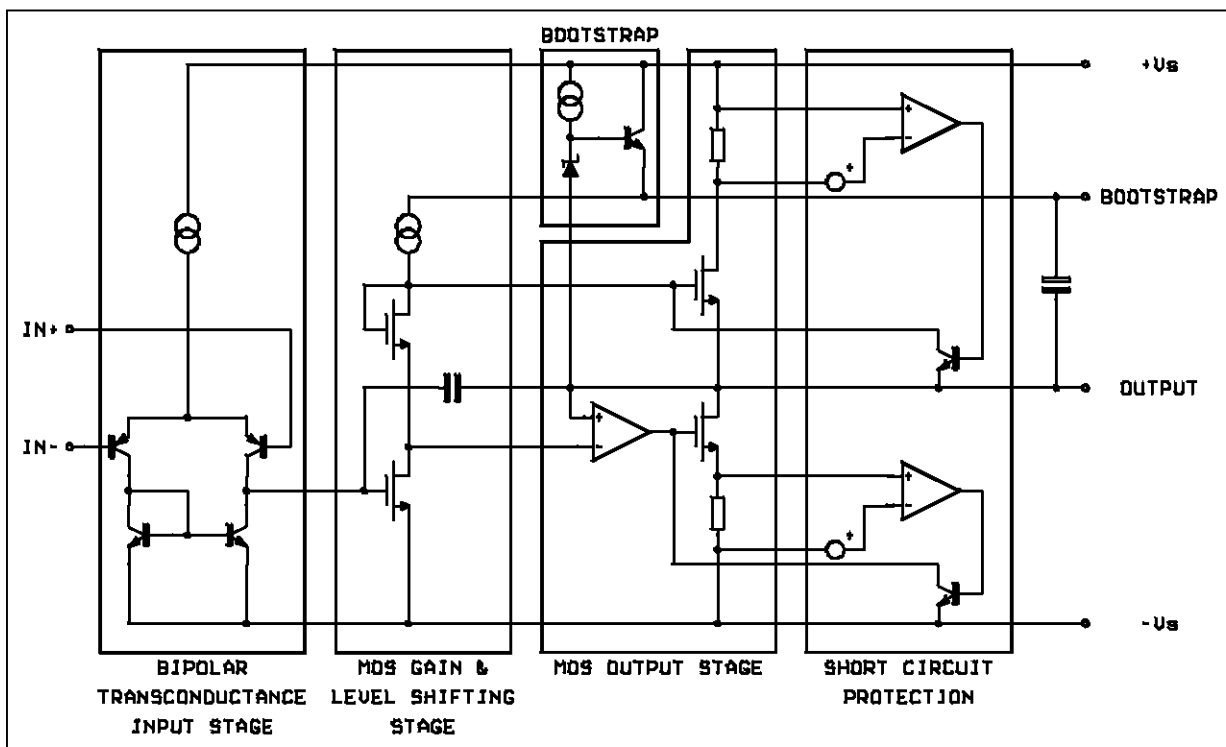 BOOTSTRAP
+Vs
+
-
+
BOOTSTRAP
IN+
OUTPUT
IN-
+
-
+
-
+
-Vs
BIPOLAR
TRANSCONDUCTANCE
INPUT STAGE
MOS GAIN &
LEVEL SHIFTING
STAGE
MOS OUTPUT STAGE
SHORT CIRCUIT
PROTECTION